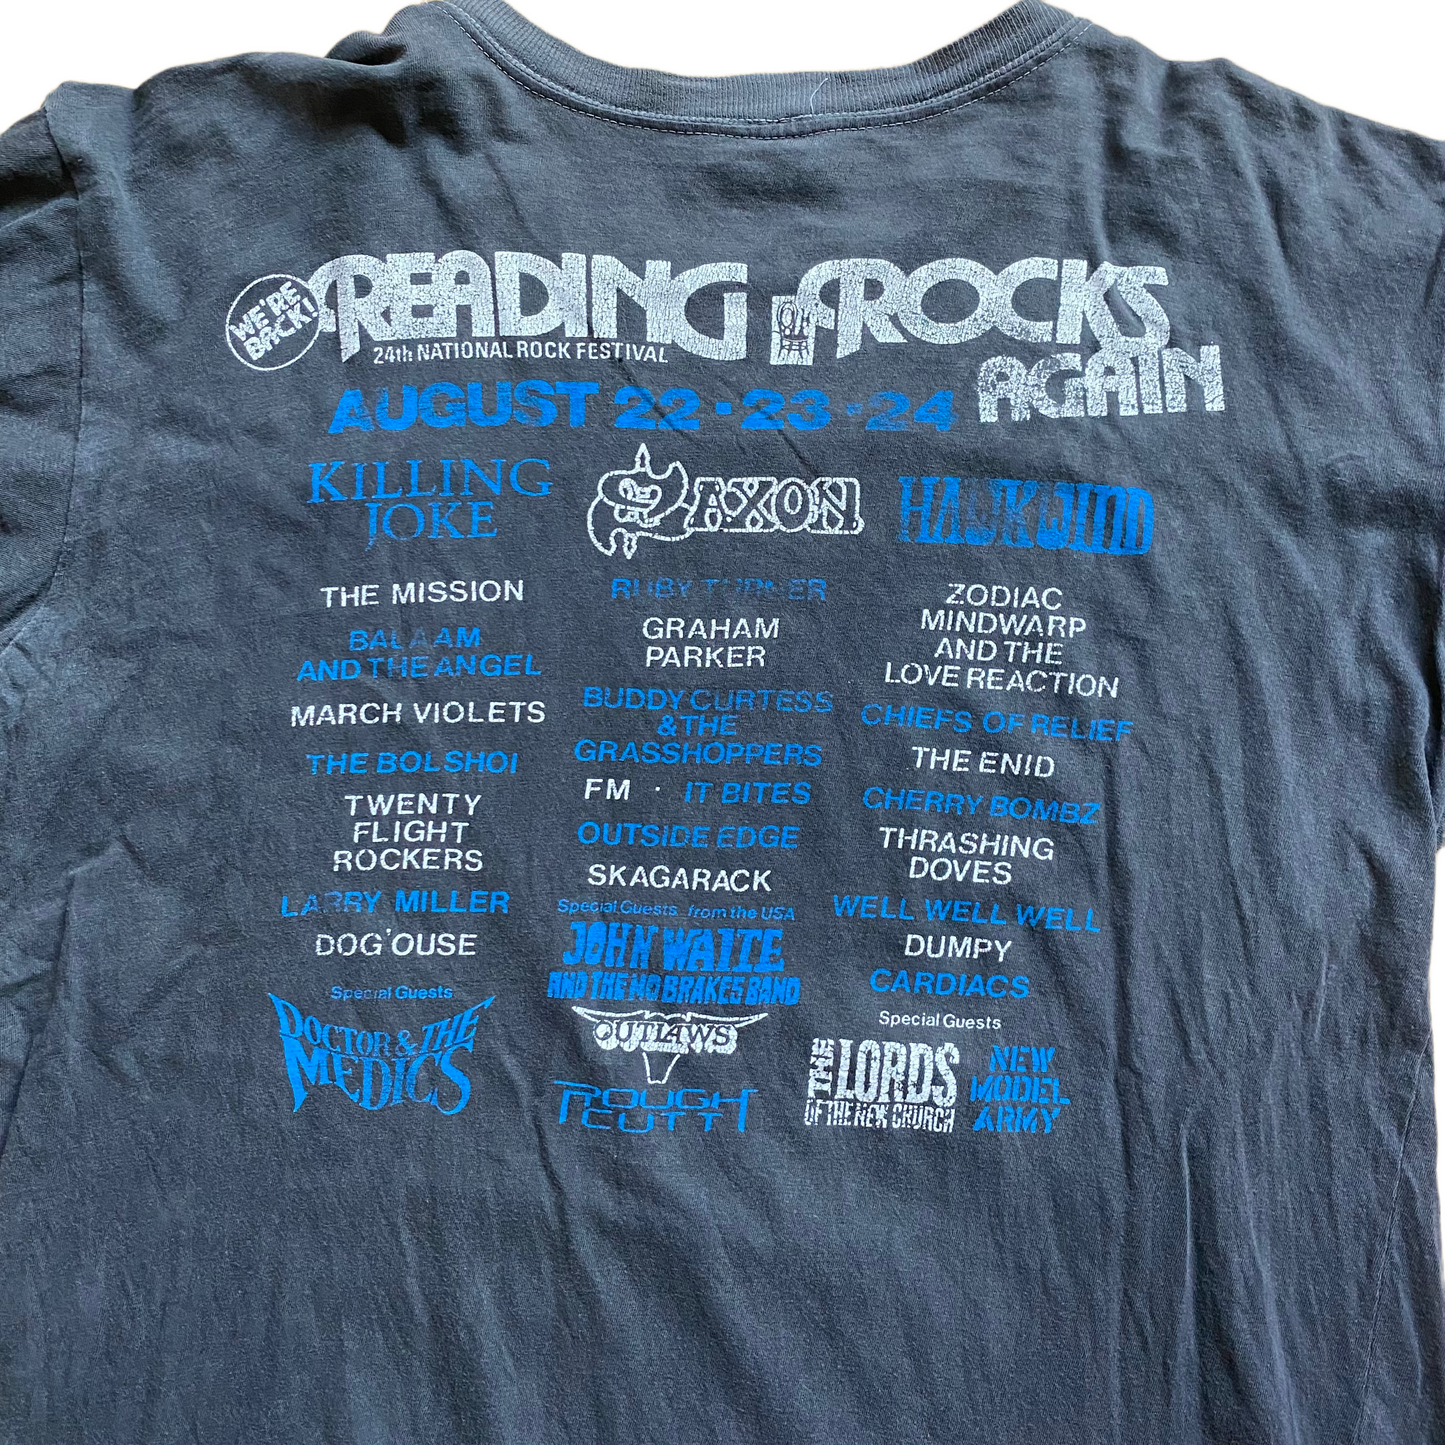 WE'RE BACK!
READING ROCKS
24th NATIONAL ROCK FESTIVAL
AGAIN
AUGUST 22·23·24
KILLING
JOKE
THE MISSION
BALAAM
AND THE ANGEL
MARCH VIOLETS
THE BOLSHOI
TWENTY
FLIGHT
ROCKERS
LARRY MILLER
DOG'OUSE
Special Guests
DOCTOR & THE
MEDICS
SAXON
RUBY TURNER
GRAHAM
PARKER
BUDDY CURTESS
& THE
GRASSHOPPERS
FM · IT BITES
OUTSIDE EDGE
SKAGARACK
Special Guests from the USA
JOHN WAITE
AND THE NO BRAKES BAND
OUTLAWS
ROUGH
CUTT
HAWKWIND
ZODIAC
MINDWARP
AND THE
LOVE REACTION
CHIEFS OF RELIEF
THE ENID
CHERRY BOMBZ
THRASHING
DOVES
WELL WELL WELL
DUMPY
CARDIACS
Special Guests
THE LORDS
OF THE NEW CHURCH
NEW
MODEL
ARMY